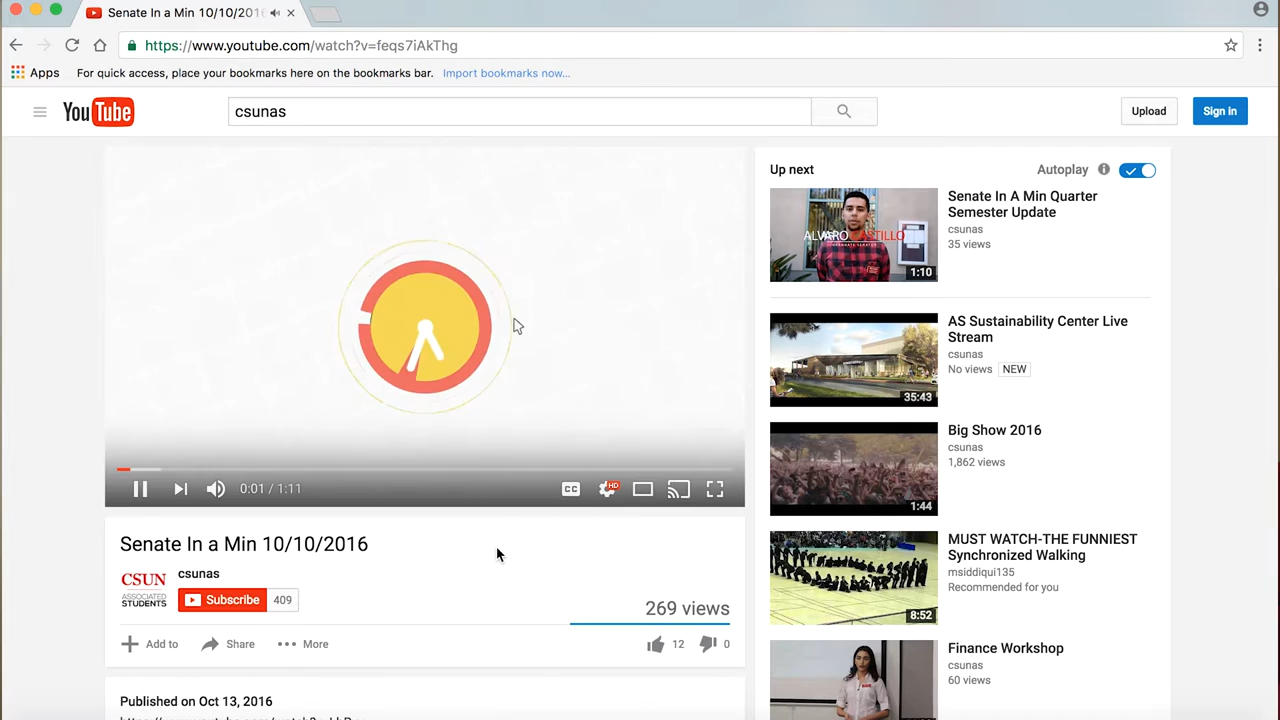 Senate In a Min 10/10/2016
https://www.youtube.com/watch?v=feqs7iAkThg
Apps
For quick access, place your bookmarks here on the bookmarks bar.
Import bookmarks now...
YouTube
csunas
Upload
Sign in
0:01 / 1:11
CC
HD
Senate In a Min 10/10/2016
CSUN
ASSOCIATED
STUDENTS
csunas
Subscribe
409
269 views
Add to
Share
More
12
0
Published on Oct 13, 2016
Up next
Autoplay
ALVARO CASTILLO
1:10
Senate In A Min Quarter
Semester Update
csunas
35 views
35:43
AS Sustainability Center Live
Stream
csunas
No views
NEW
1:44
Big Show 2016
csunas
1,862 views
8:52
MUST WATCH-THE FUNNIEST
Synchronized Walking
msiddiqui135
Recommended for you
Finance Workshop
csunas
60 views